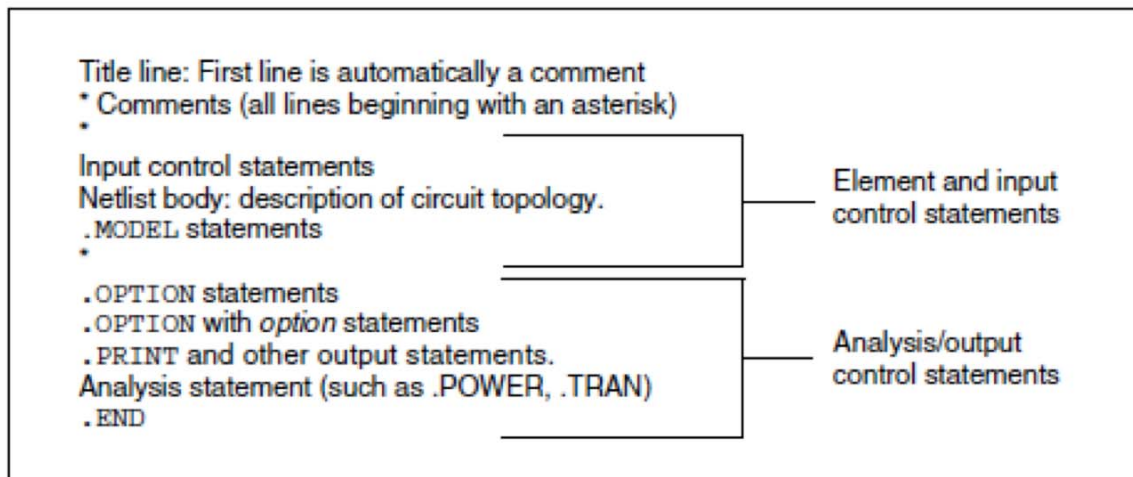 Title line: First line is automatically a comment
* Comments (all lines beginning with an asterisk)
*
Input control statements
Netlist body: description of circuit topology.
.MODEL statements
*
Element and input
control statements
.OPTION statements
.OPTION with option statements
.PRINT and other output statements.
Analysis statement (such as .POWER, .TRAN)
.END
Analysis/output
control statements